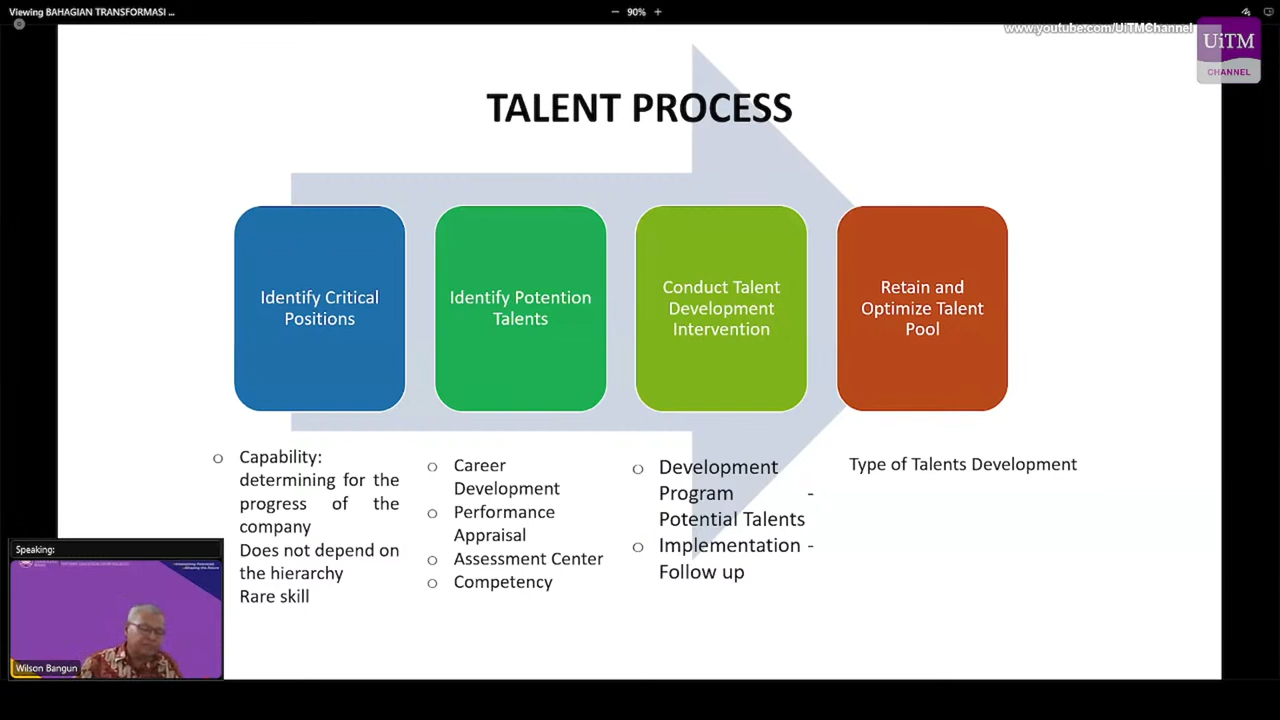 Viewing BAHAGIAN TRANSFORMASI ...
90%
www.youtube.com/UiTMChannel
UiTM
CHANNEL
TALENT PROCESS
Identify Critical
Positions
Identify Potention
Talents
Conduct Talent
Development
Intervention
Retain and
Optimize Talent
Pool
Capability:
determining for the
progress of the
company
Does not depend on
the hierarchy
Rare skill
Career
Development
Performance
Appraisal
Assessment Center
Competency
Development
Program -
Potential Talents
Implementation -
Follow up
Type of Talents Development
Speaking:
Wilson Bangun